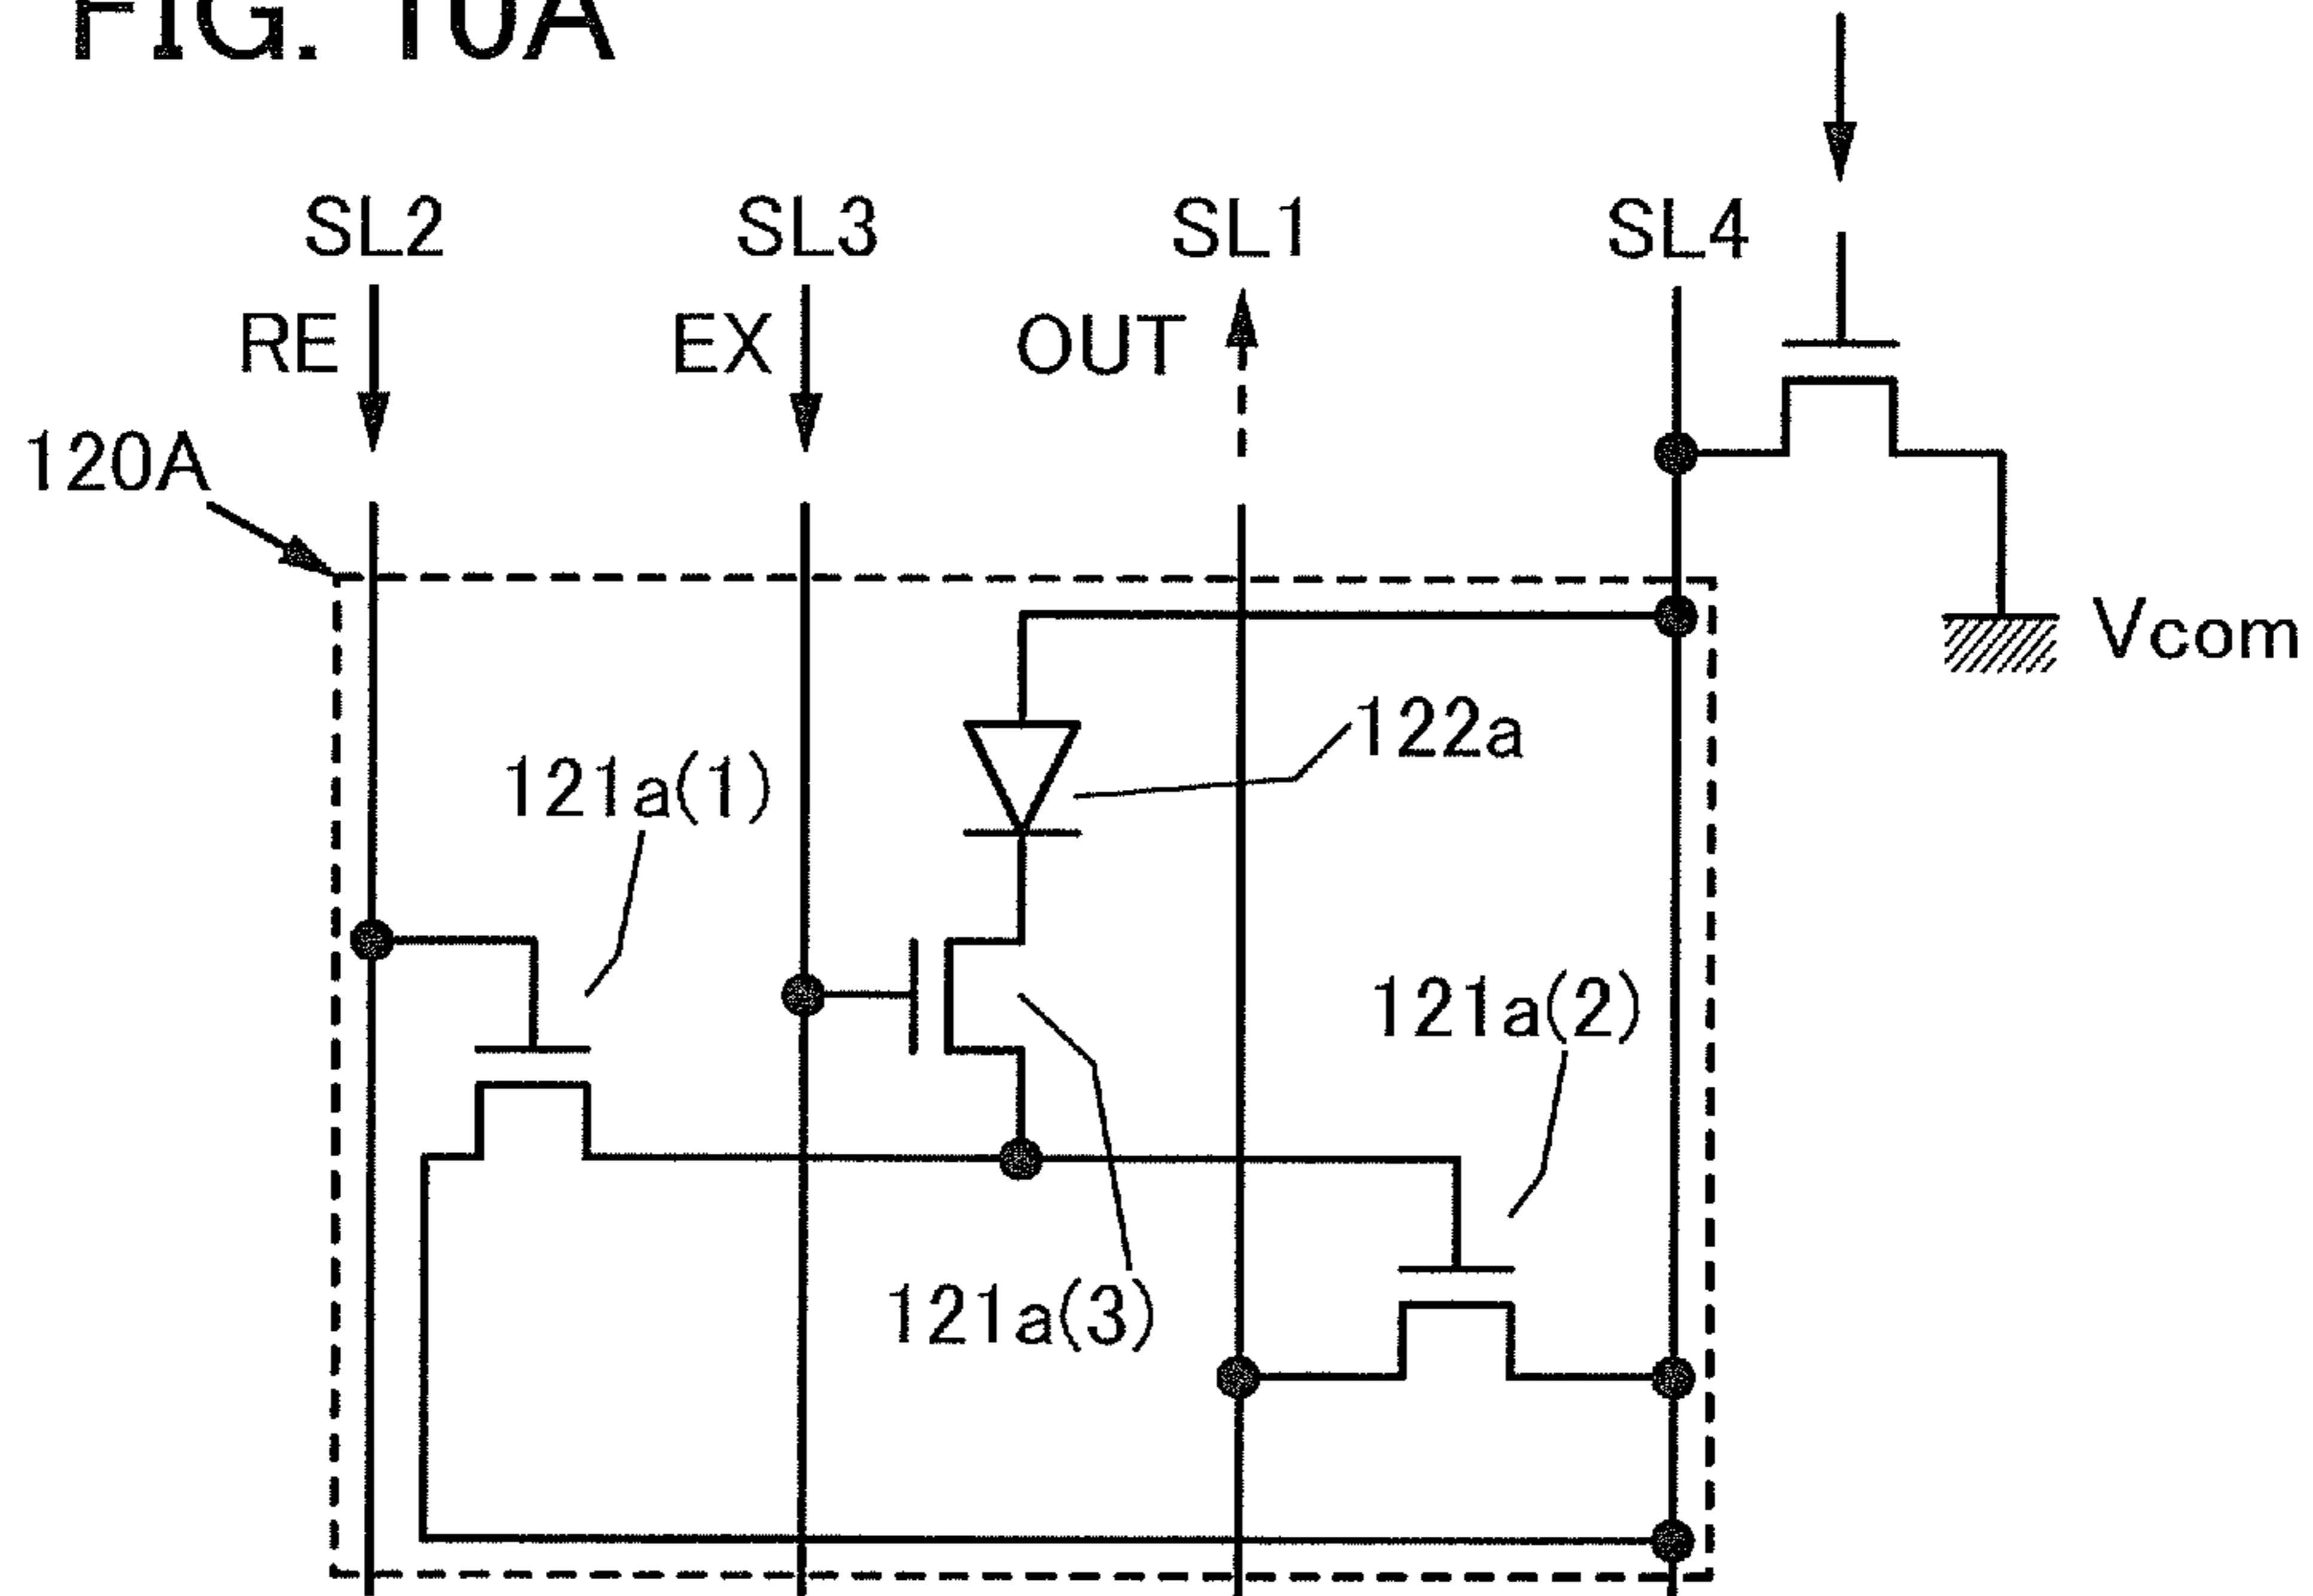 FIG. 10A
SL2
SL3
SL1
SL4
RE
EX
OUT
120A
Vcom
122a
121a(1)
121a(2)
121a(3)